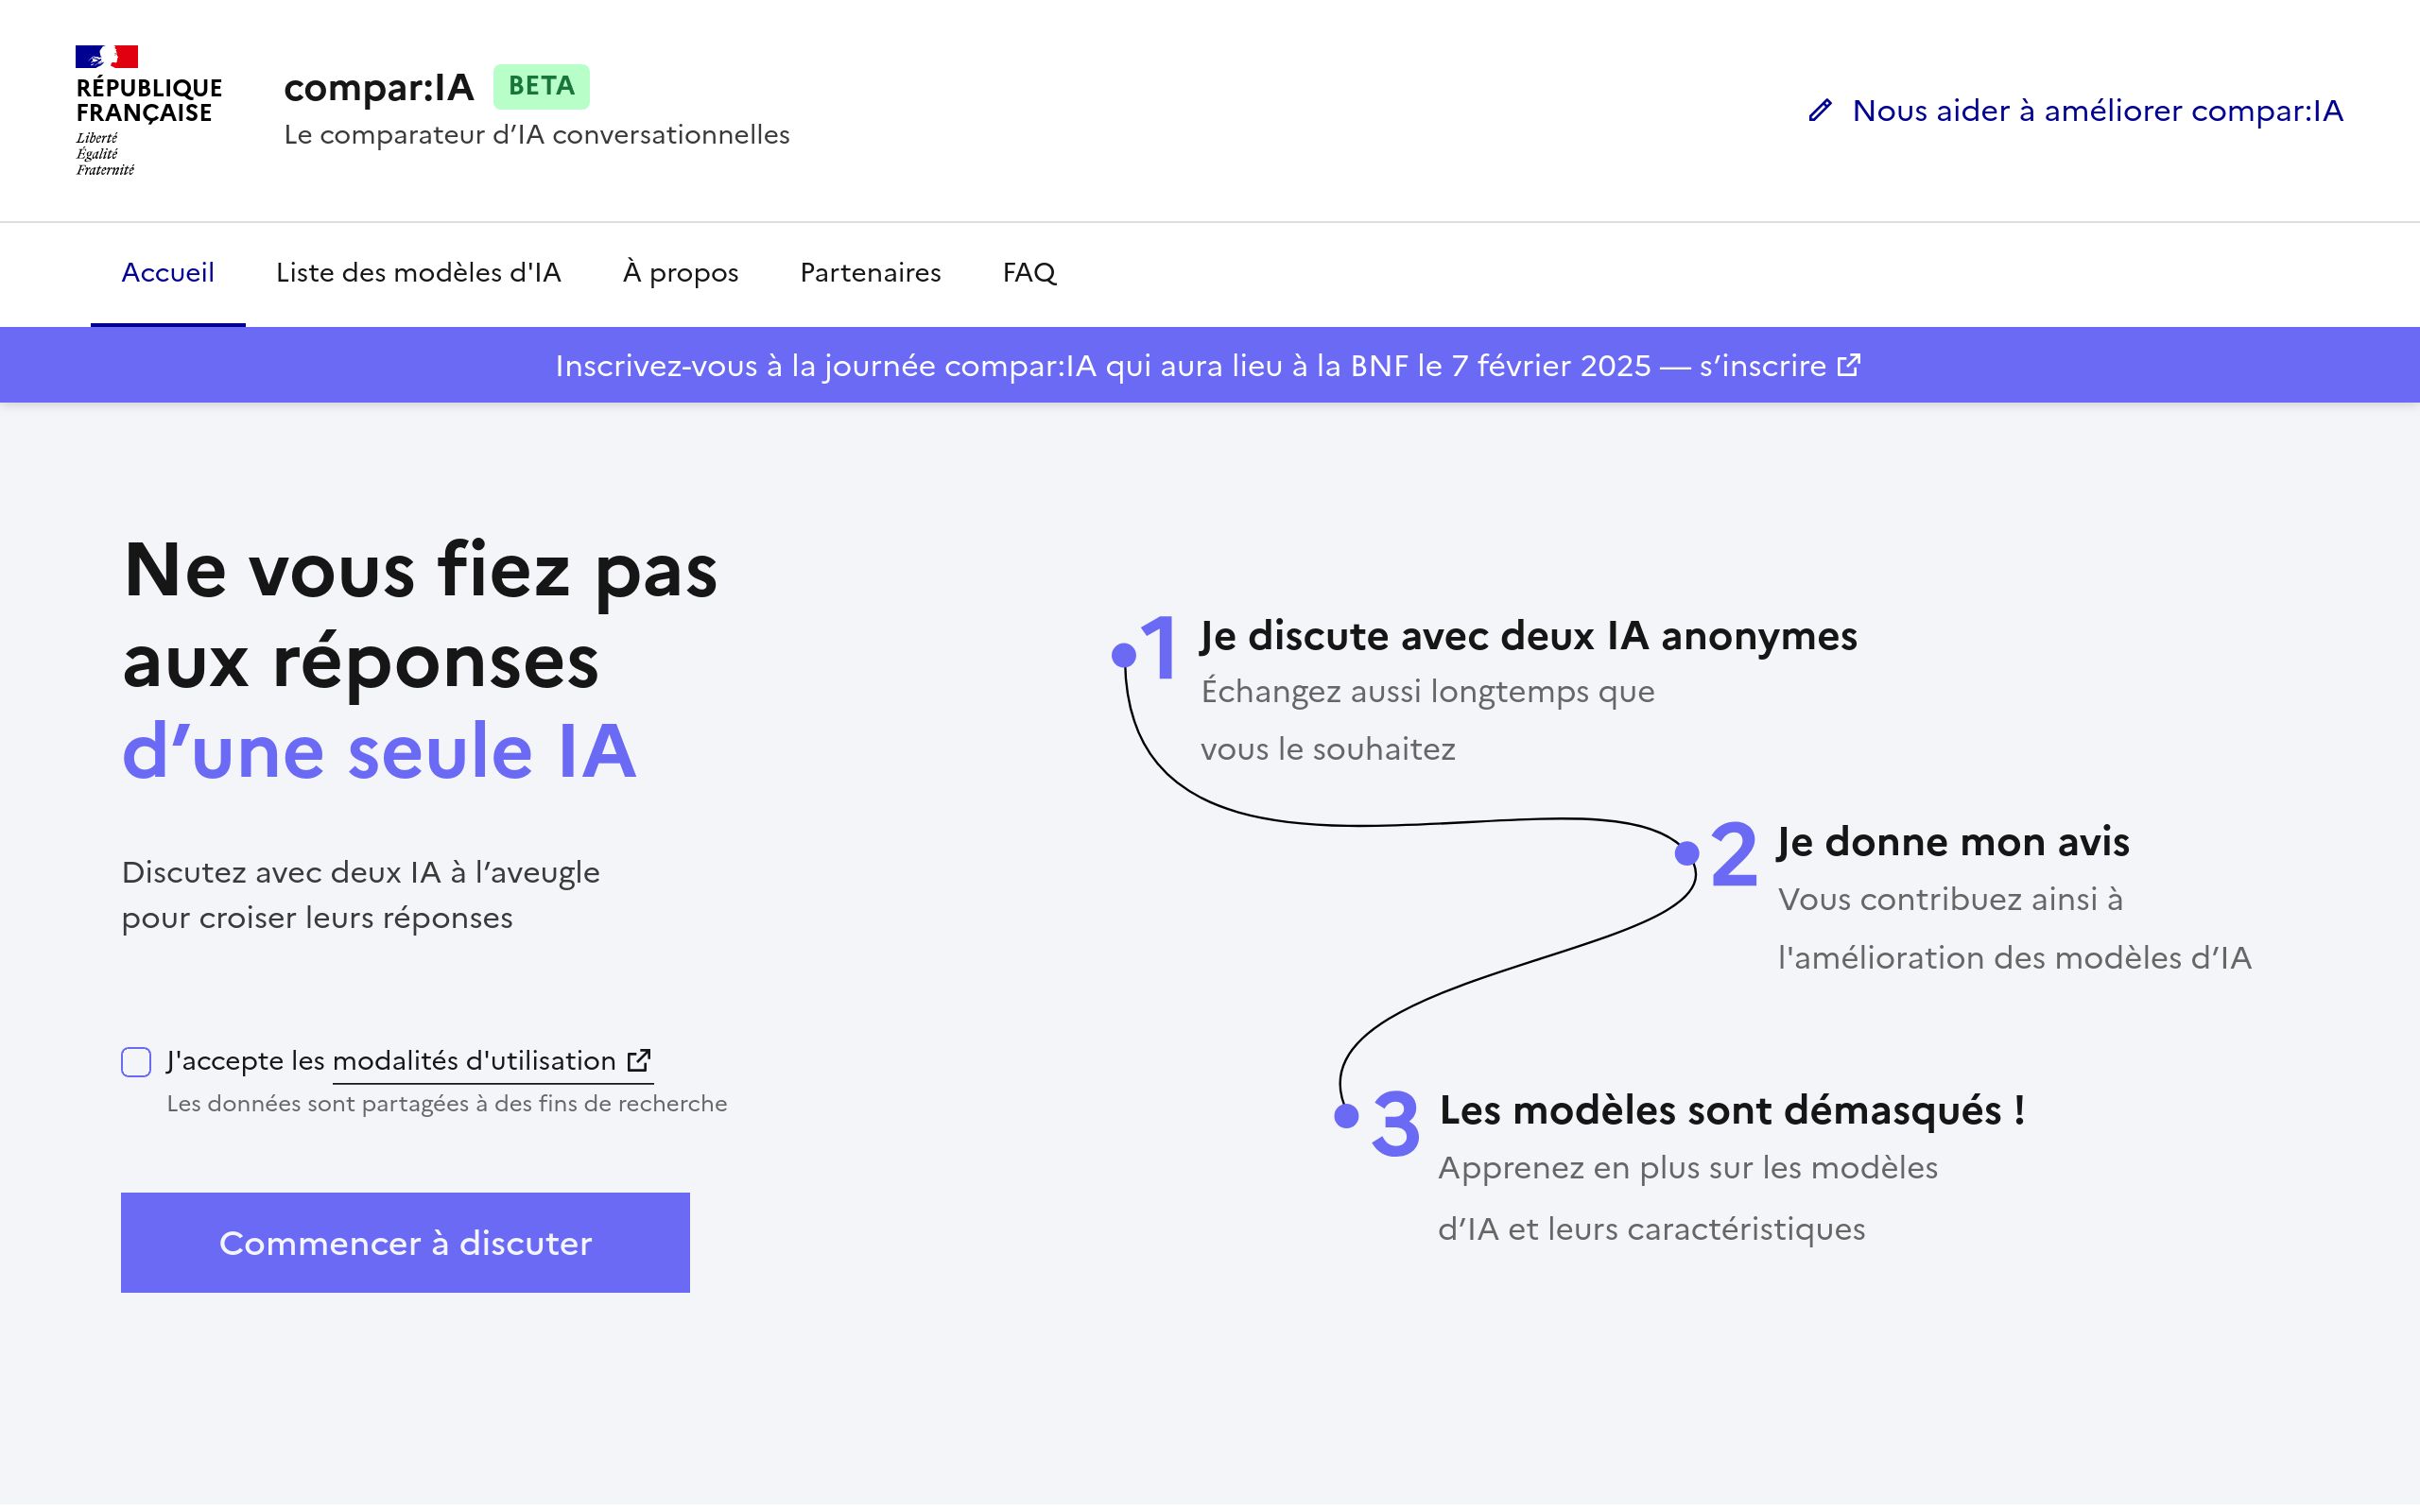 RÉPUBLIQUE
FRANÇAISE
Liberté
Égalité
Fraternité
compar:IA BETA
Le comparateur d’IA conversationnelles
Nous aider à améliorer compar:IA
Accueil Liste des modèles d'IA À propos Partenaires FAQ
Inscrivez-vous à la journée compar:IA qui aura lieu à la BNF le 7 février 2025 — s’inscrire
Ne vous fiez pas
aux réponses
d’une seule IA
Discutez avec deux IA à l’aveugle
pour croiser leurs réponses
J'accepte les modalités d'utilisation
Les données sont partagées à des fins de recherche
Commencer à discuter
1 Je discute avec deux IA anonymes
Échangez aussi longtemps que
vous le souhaitez
2 Je donne mon avis
Vous contribuez ainsi à
l'amélioration des modèles d’IA
3 Les modèles sont démasqués !
Apprenez en plus sur les modèles
d’IA et leurs caractéristiques